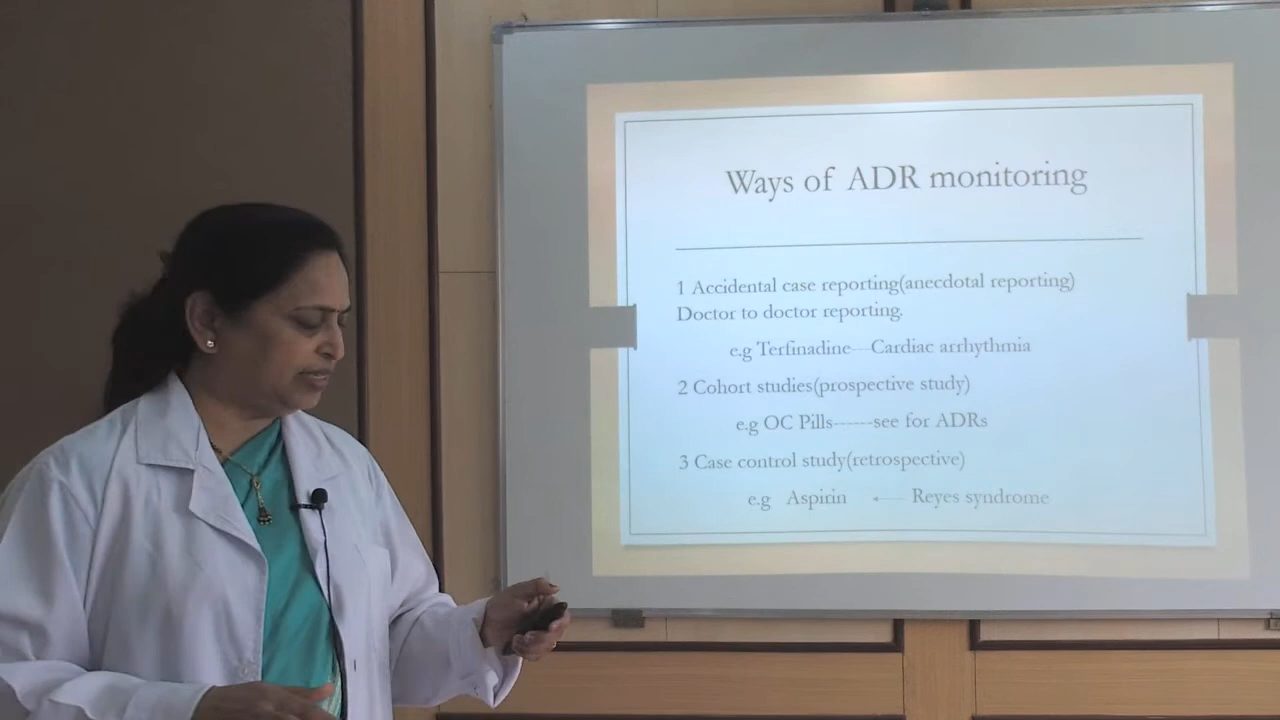 Ways of ADR monitoring
1 Accidental case reporting(anecdotal reporting)
Doctor to doctor reporting.
e.g Terfinadine—Cardiac arrhythmia
2 Cohort studies(prospective study)
e.g OC Pills------see for ADRs
3 Case control study(retrospective)
e.g Aspirin ← Reyes syndrome